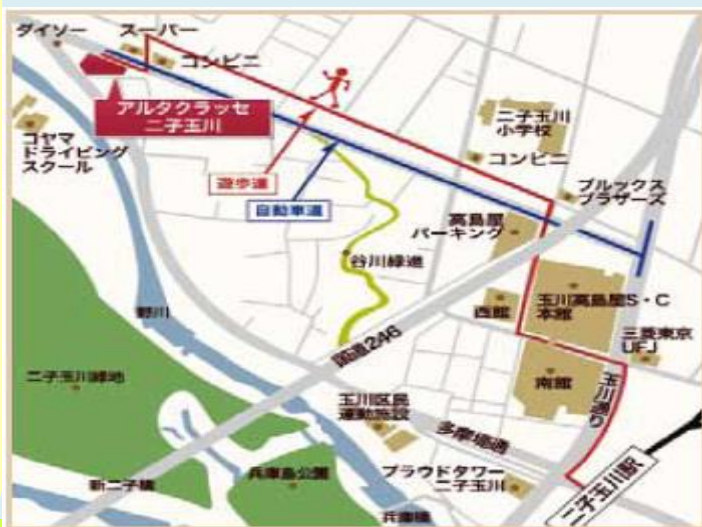 ダイソー
スーパー
コンビニ
アルタクラッセ
二子玉川
コヤマ
ドライビング
スクール
遊歩道
自動車道
二子玉川
小学校
コンビニ
ブルックス
ブラザーズ
高島屋
パーキング
谷川緑道
野川
西館
玉川高島屋S・C
本館
三菱東京
UFJ
国道246
二子玉川緑地
南館
玉川通り
玉川区民
運動施設
多摩堤通
新二子橋
兵庫島公園
プラウドタワー
二子玉川
兵庫橋
二子玉川駅